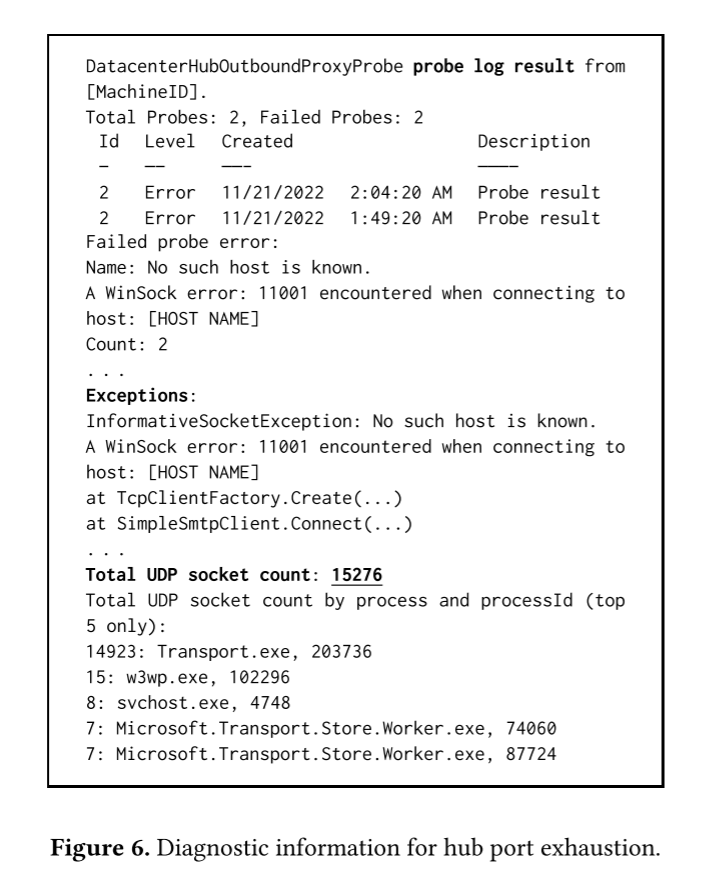 DatacenterHubOutboundProxyProbe probe log result from
[MachineID].
Total Probes: 2, Failed Probes: 2
Id Level Created Description
— —— ——- ———–
2 Error 11/21/2022 2:04:20 AM Probe result
2 Error 11/21/2022 1:49:20 AM Probe result
Failed probe error:
Name: No such host is known.
A WinSock error: 11001 encountered when connecting to
host: [HOST NAME]
Count: 2
...
Exceptions:
InformativeSocketException: No such host is known.
A WinSock error: 11001 encountered when connecting to
host: [HOST NAME]
at TcpClientFactory.Create(...)
at SimpleSmtpClient.Connect(...)
...
Total UDP socket count: 15276
Total UDP socket count by process and processId (top
5 only):
14923: Transport.exe, 203736
15: w3wp.exe, 102296
8: svchost.exe, 4748
7: Microsoft.Transport.Store.Worker.exe, 74060
7: Microsoft.Transport.Store.Worker.exe, 87724
Figure 6. Diagnostic information for hub port exhaustion.